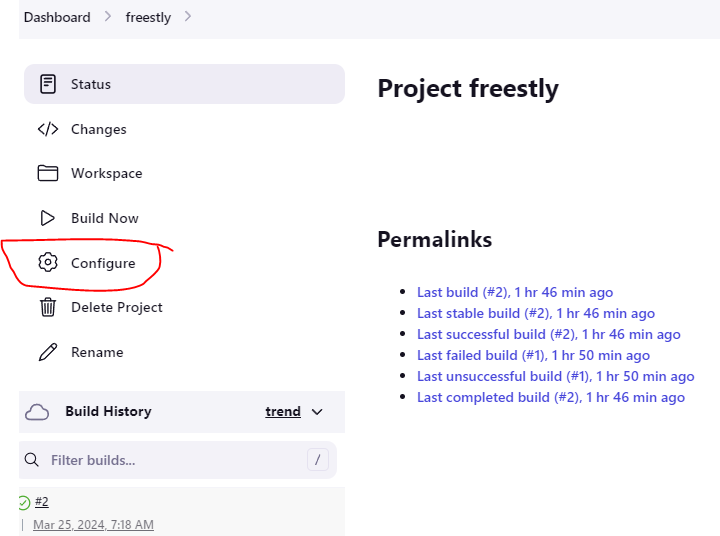 Dashboard > freestly >
Status
Changes
Workspace
Build Now
Configure
Delete Project
Rename
Build History trend
Filter builds... /
#2
Mar 25, 2024, 7:18 AM
Project freestly
Permalinks
Last build (#2), 1 hr 46 min ago
Last stable build (#2), 1 hr 46 min ago
Last successful build (#2), 1 hr 46 min ago
Last failed build (#1), 1 hr 50 min ago
Last unsuccessful build (#1), 1 hr 50 min ago
Last completed build (#2), 1 hr 46 min ago